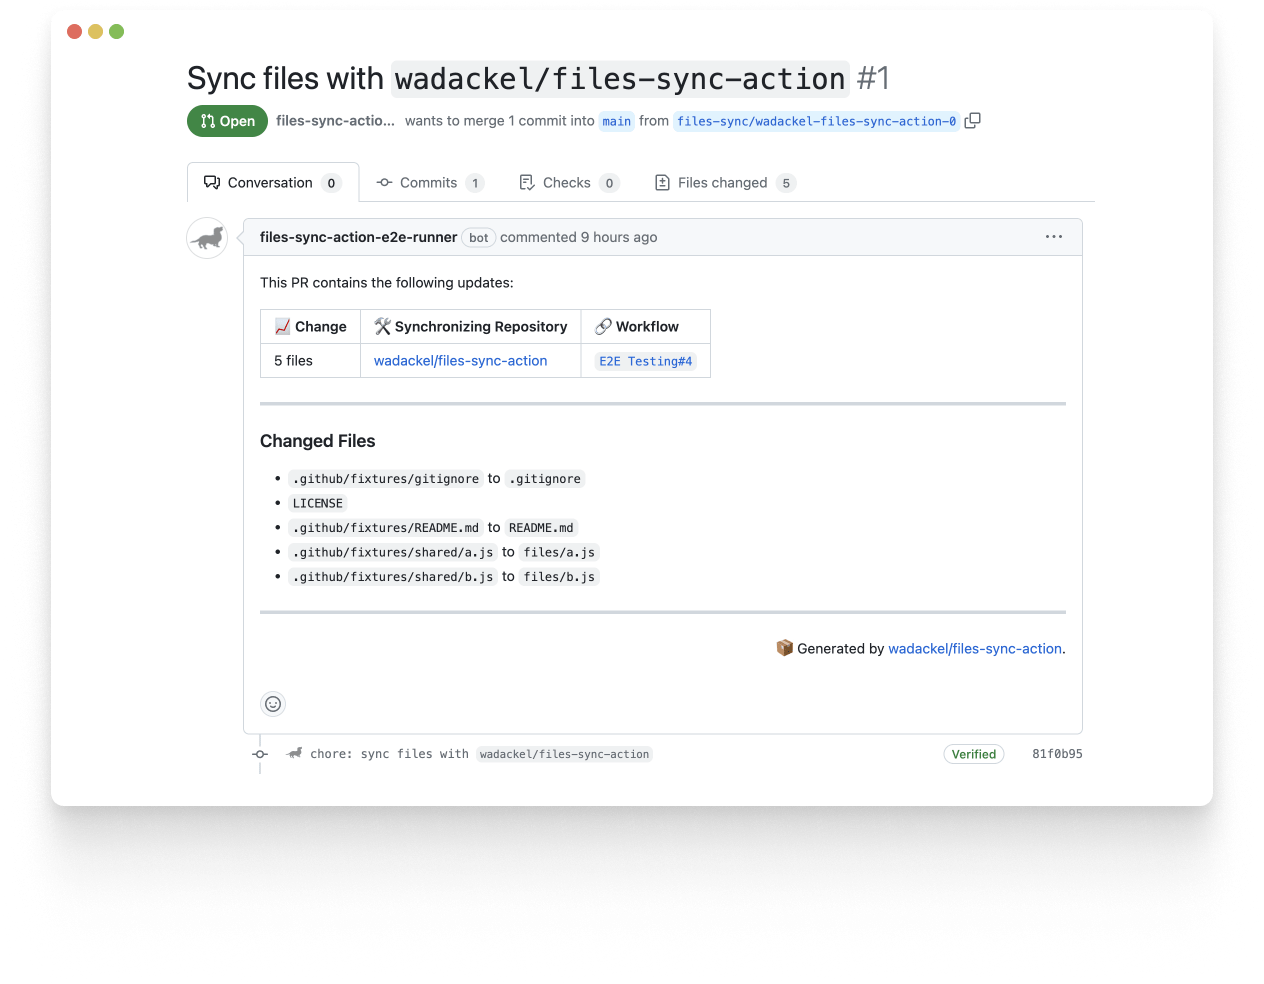 Sync files with wadackel/files-sync-action #1
Open files-sync-actio... wants to merge 1 commit into main from files-sync/wadackel-files-sync-action-0
Conversation 0 Commits 1 Checks 0 Files changed 5
files-sync-action-e2e-runner bot commented 9 hours ago
This PR contains the following updates:
Change Synchronizing Repository Workflow
5 files wadackel/files-sync-action E2E Testing#4
Changed Files
.github/fixtures/gitignore to .gitignore
LICENSE
.github/fixtures/README.md to README.md
.github/fixtures/shared/a.js to files/a.js
.github/fixtures/shared/b.js to files/b.js
Generated by wadackel/files-sync-action.
chore: sync files with wadackel/files-sync-action Verified 81f0b95